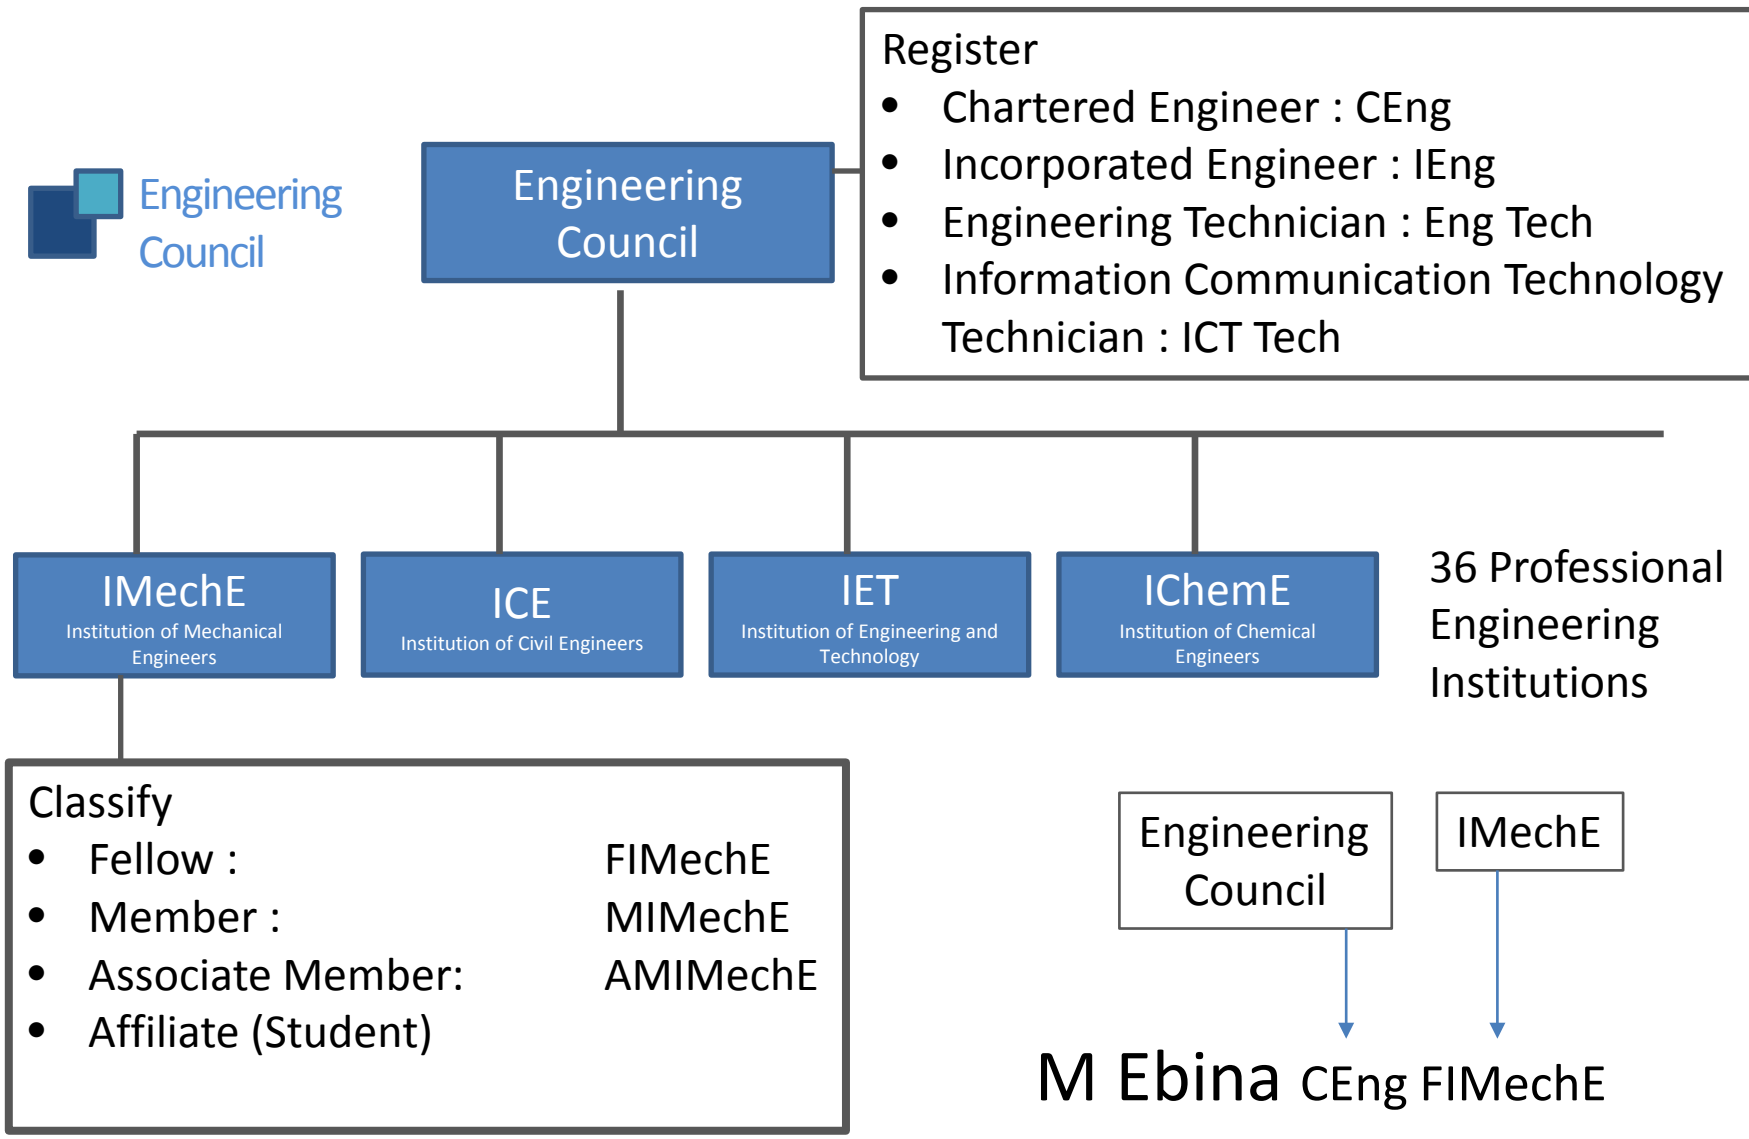 Register
• Chartered Engineer : CEng
• Incorporated Engineer : IEng
• Engineering Technician : Eng Tech
• Information Communication Technology
Technician : ICT Tech
Engineering
Council
Engineering
Council
IMechE
Institution of Mechanical
Engineers
ICE
Institution of Civil Engineers
IET
Institution of Engineering and
Technology
IChemE
Institution of Chemical
Engineers
36 Professional
Engineering
Institutions
Classify
• Fellow : FIMechE
• Member : MIMechE
• Associate Member: AMIMechE
• Affiliate (Student)
Engineering
Council
IMechE
M Ebina CEng FIMechE